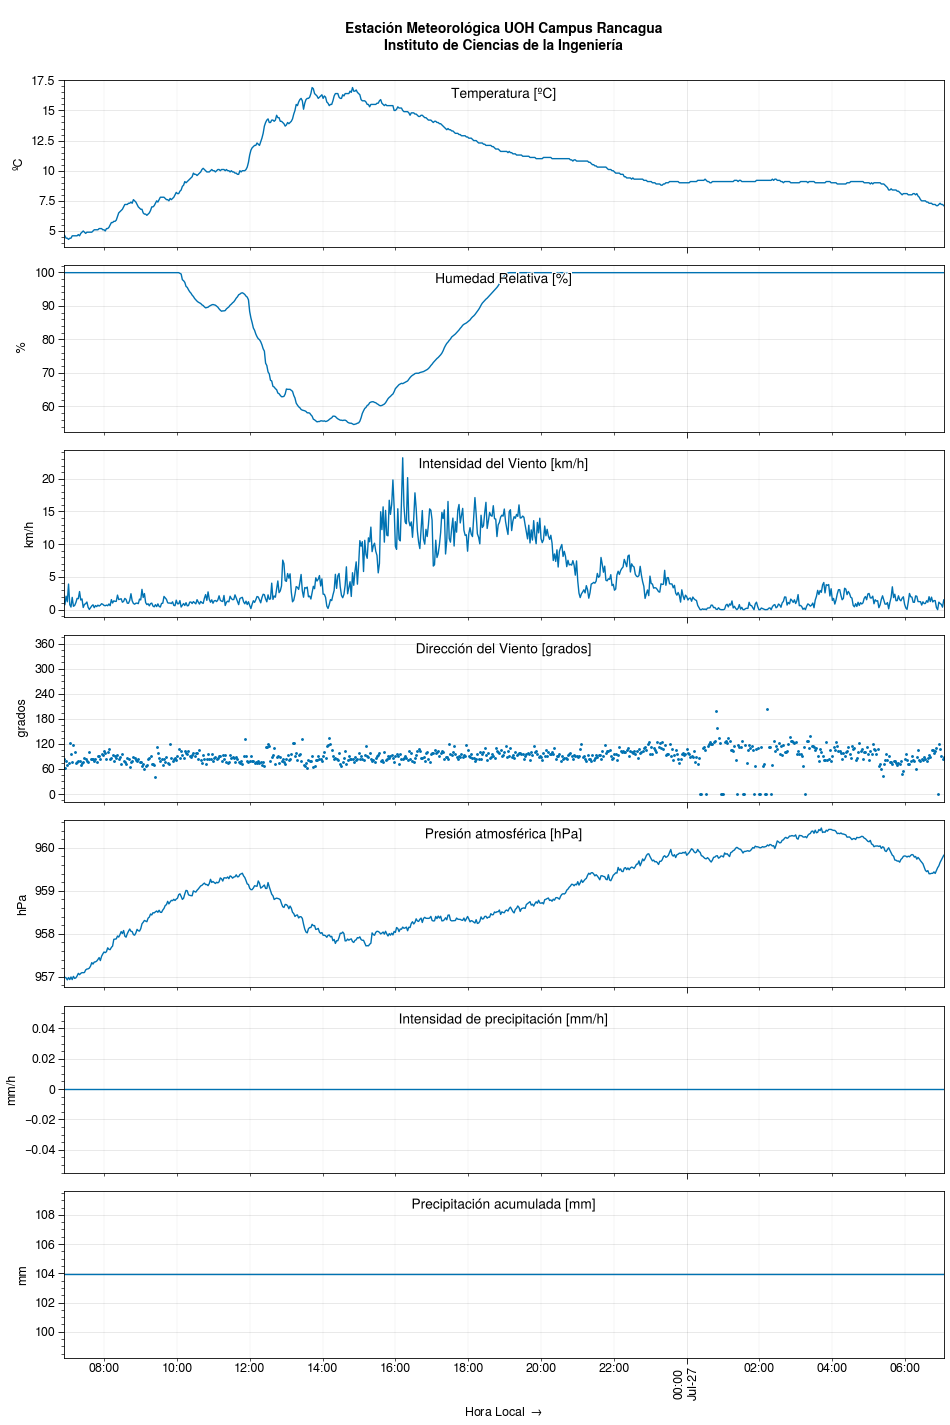 Estación Meteorológica UOH Campus Rancagua
Instituto de Ciencias de la Ingeniería
Temperatura [ºC]
ºC
17.5
15
12.5
10
7.5
5
Humedad Relativa [%]
%
100
90
80
70
60
Intensidad del Viento [km/h]
km/h
20
15
10
5
0
Dirección del Viento [grados]
grados
360
300
240
180
120
60
0
Presión atmosférica [hPa]
hPa
960
959
958
957
Intensidad de precipitación [mm/h]
mm/h
0.04
0.02
0
−0.02
−0.04
Precipitación acumulada [mm]
mm
108
106
104
102
100
08:00 10:00 12:00 14:00 16:00 18:00 20:00 22:00 00:00 02:00 04:00 06:00
Jul-27
Hora Local →